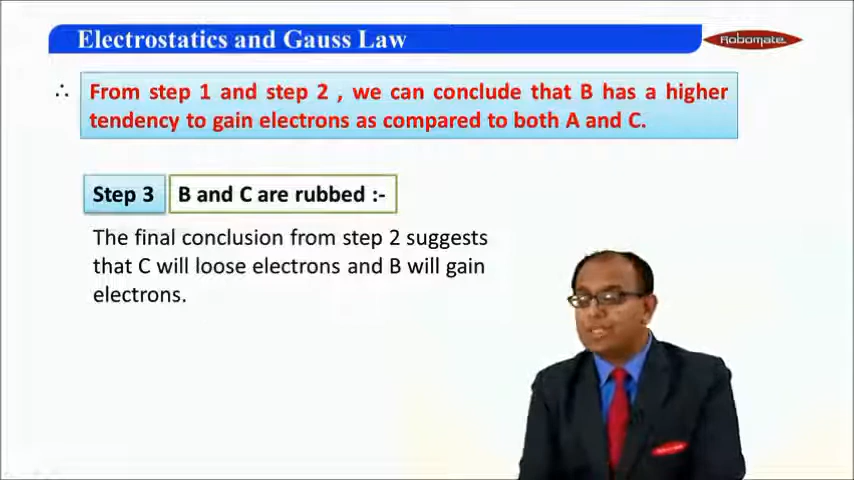 Electrostatics and Gauss Law
Robomate
∴ From step 1 and step 2 , we can conclude that B has a higher
tendency to gain electrons as compared to both A and C.
Step 3 B and C are rubbed :-
The final conclusion from step 2 suggests
that C will loose electrons and B will gain
electrons.